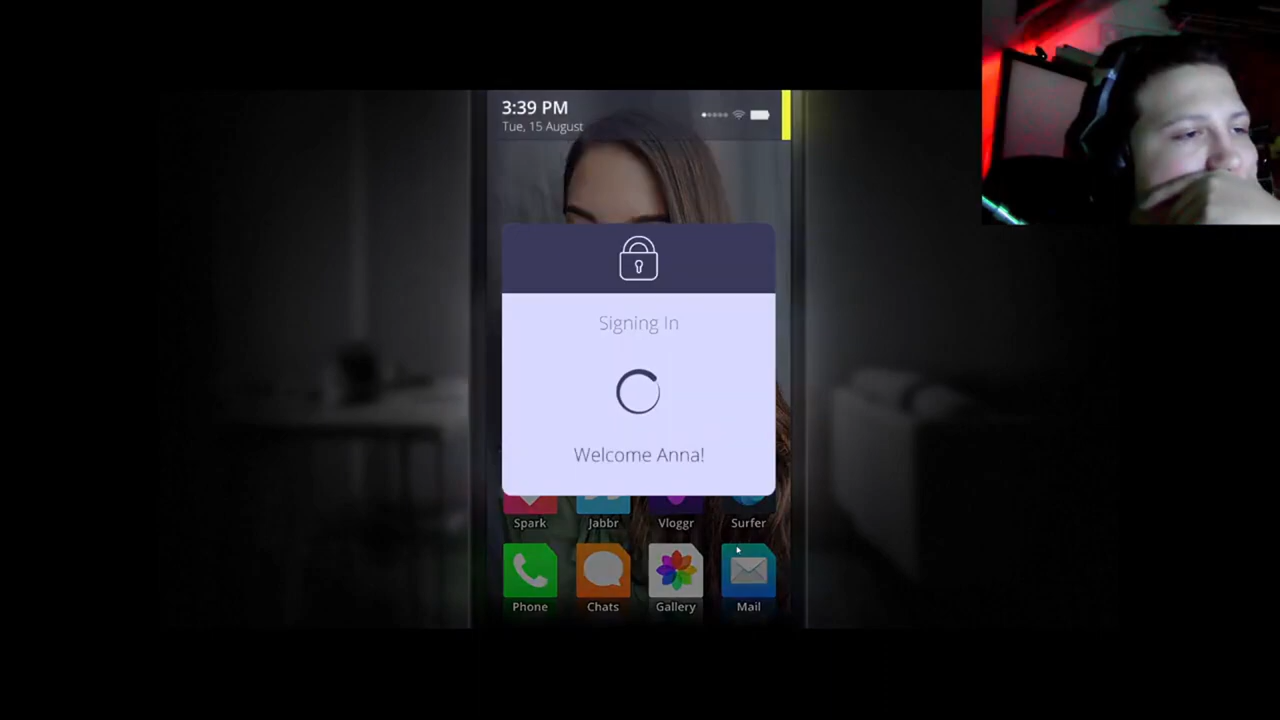 3:39 PM
Tue, 15 August
Signing In
Welcome Anna!
Spark Jabbr Vloggr Surfer
Phone Chats Gallery Mail